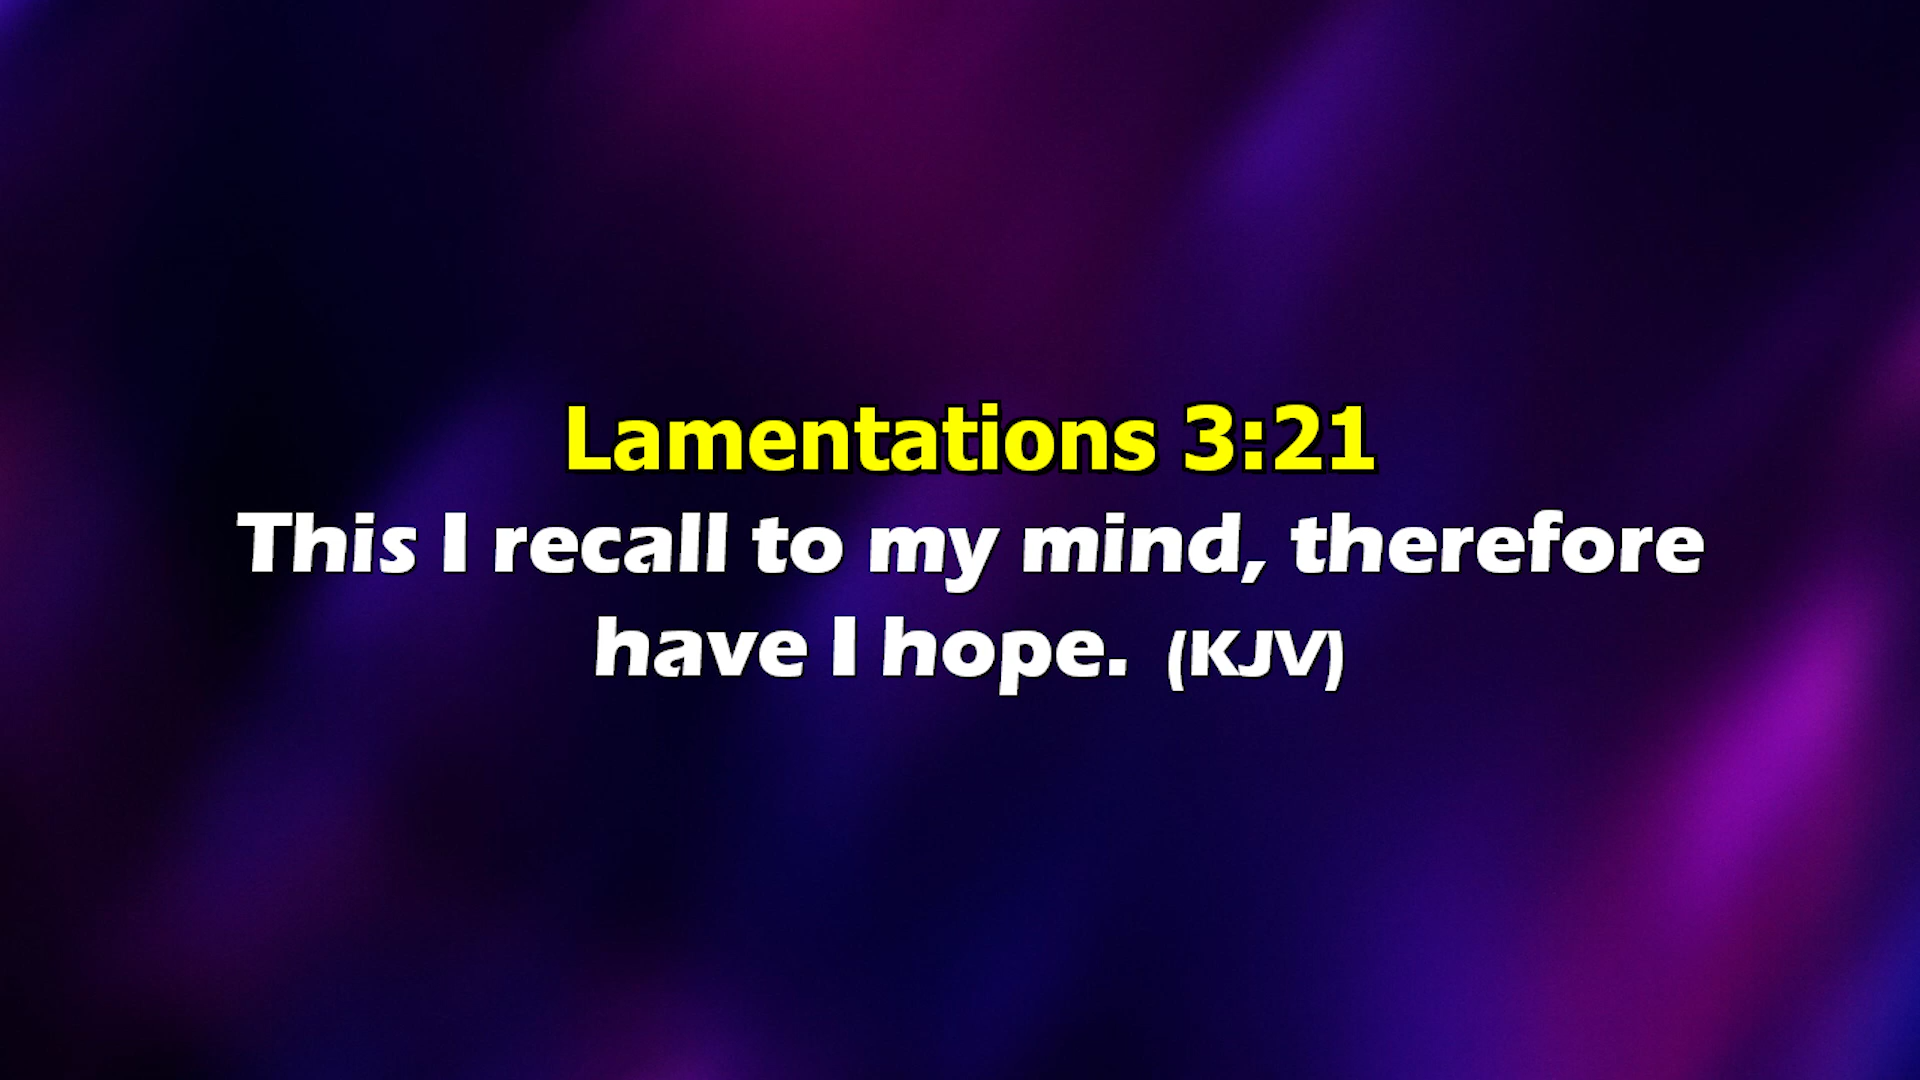 Lamentations 3:21
This I recall to my mind, therefore
have I hope. (KJV)